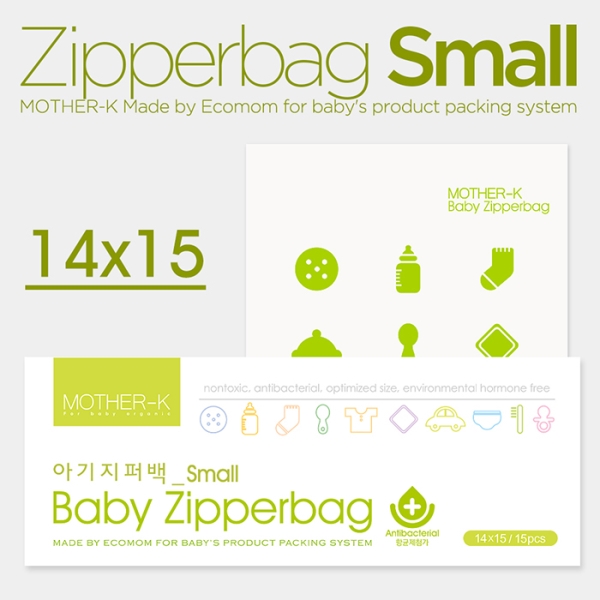 Zipperbag Small
MOTHER-K Made by Ecomom for baby's product packing system
14x15
MOTHER-K
Baby Zipperbag
MOTHER-K
for baby organic
nontoxic, antibacterial, optimized size, environmental hormone free
아기지퍼백_Small
Baby Zipperbag
MADE BY ECOMOM FOR BABY'S PRODUCT PACKING SYSTEM
Antibacterial
항균제첨가
14x15 / 15pcs